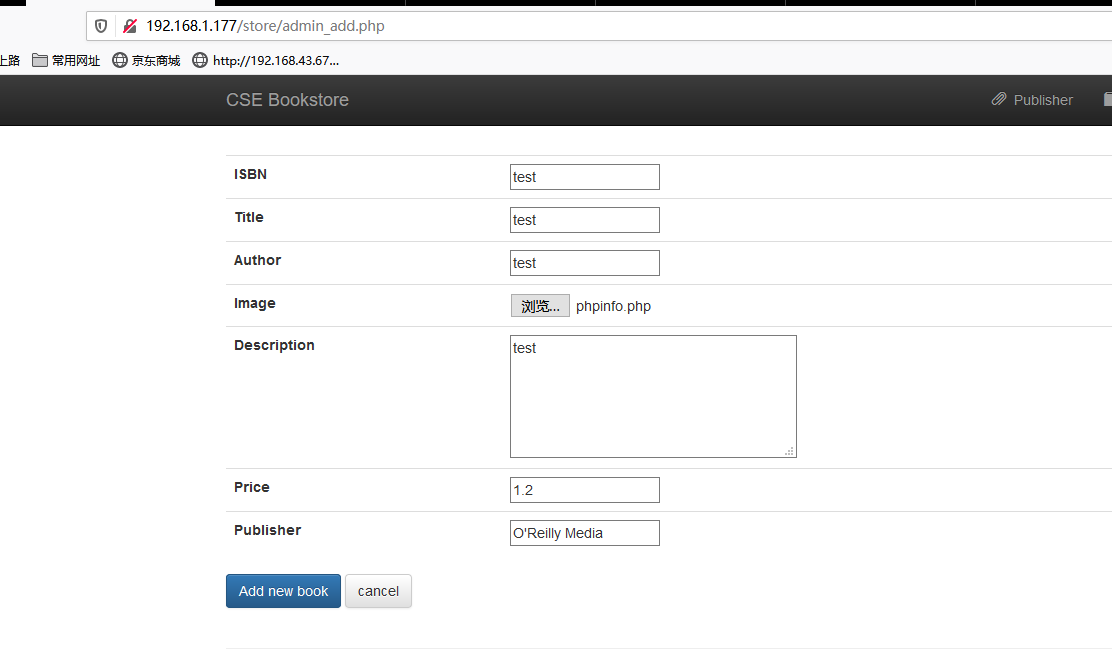 192.168.1.177/store/admin_add.php
上路 常用网址 京东商城 http://192.168.43.67...
CSE Bookstore Publisher
ISBN test
Title test
Author test
Image 浏览... phpinfo.php
Description test
Price 1.2
Publisher O'Reilly Media
Add new book cancel